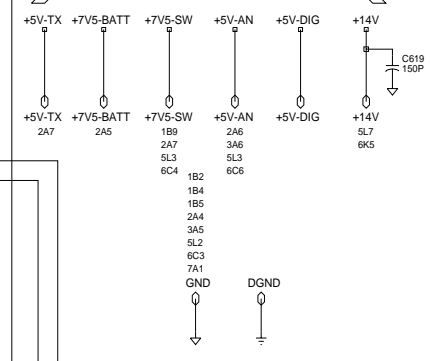 +5V-TX +7V5-BATT +7V5-SW +5V-AN +5V-DIG +14V
C619
150P
+5V-TX +7V5-BATT +7V5-SW +5V-AN +5V-DIG +14V
2A7 2A5 1B9 2A6 5L7
2A7 3A6 6K5
5L3 5L3
6C4 6C6
1B2
1B4
1B5
2A4
3A5
5L2
6C3
7A1
GND DGND